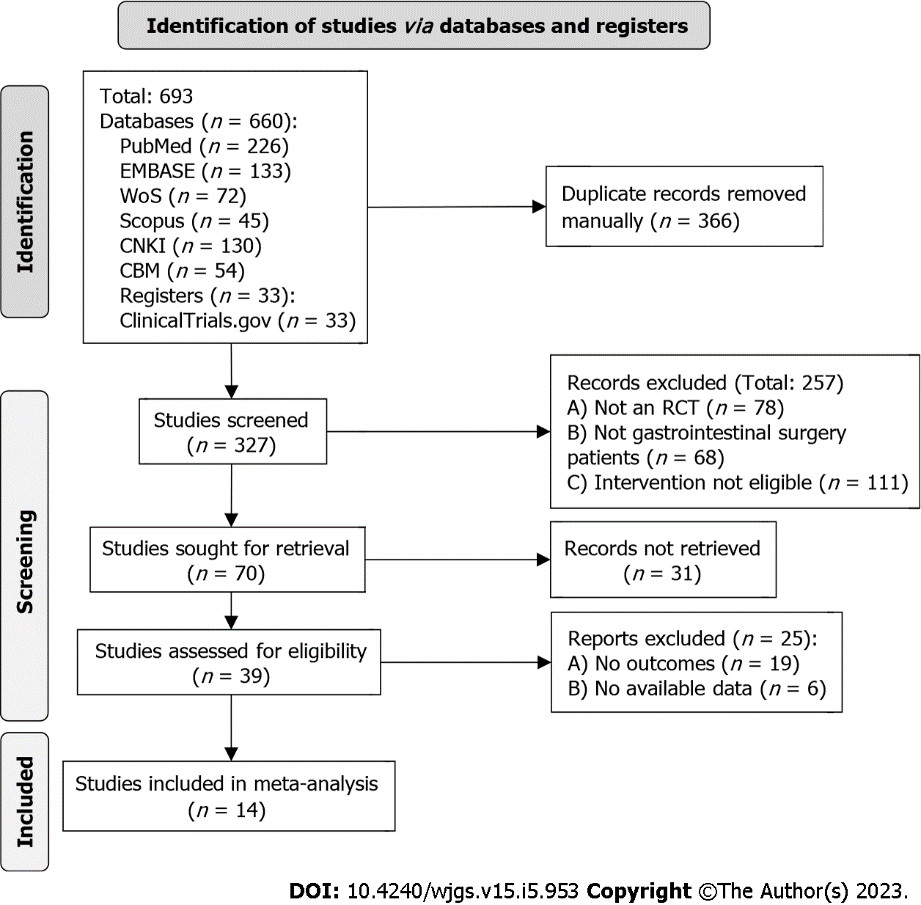 Identification of studies via databases and registers
Identification
Total: 693
Databases (n = 660):
PubMed (n = 226)
EMBASE (n = 133)
WoS (n = 72)
Scopus (n = 45)
CNKI (n = 130)
CBM (n = 54)
Registers (n = 33):
ClinicalTrials.gov (n = 33)
Duplicate records removed
manually (n = 366)
Screening
Studies screened
(n = 327)
Records excluded (Total: 257)
A) Not an RCT (n = 78)
B) Not gastrointestinal surgery
patients (n = 68)
C) Intervention not eligible (n = 111)
Studies sought for retrieval
(n = 70)
Records not retrieved
(n = 31)
Studies assessed for eligibility
(n = 39)
Reports excluded (n = 25):
A) No outcomes (n = 19)
B) No available data (n = 6)
Included
Studies included in meta-analysis
(n = 14)
DOI: 10.4240/wjgs.v15.i5.953 Copyright ©The Author(s) 2023.